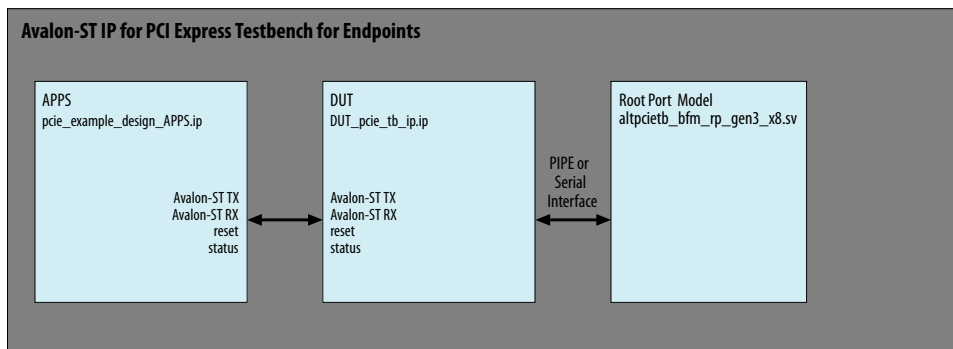 Avalon-ST IP for PCI Express Testbench for Endpoints
APPS
pcie_example_design_APPS.ip
Avalon-ST TX
Avalon-ST RX
reset
status
DUT
DUT_pcie_tb_ip.ip
Avalon-ST TX
Avalon-ST RX
reset
status
PIPE or
Serial
Interface
Root Port Model
altpcietb_bfm_rp_gen3_x8.sv